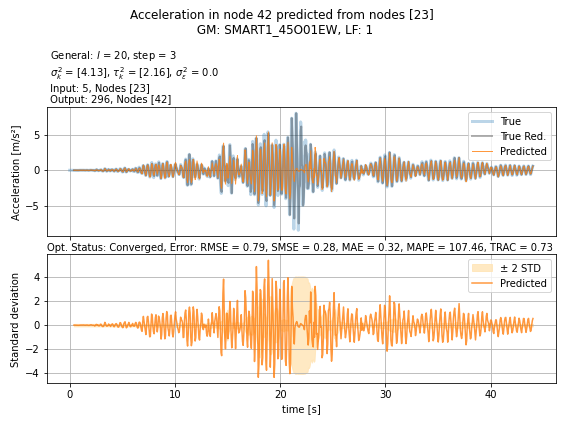 Acceleration in node 42 predicted from nodes [23]
GM: SMART1_45O01EW, LF: 1
General: l = 20, step = 3
σ²ₖ = [4.13], τ²ₖ = [2.16], σ²ε = 0.0
Input: 5, Nodes [23]
Output: 296, Nodes [42]
Acceleration [m/s²]
5
0
−5
True
True Red.
Predicted
Opt. Status: Converged, Error: RMSE = 0.79, SMSE = 0.28, MAE = 0.32, MAPE = 107.46, TRAC = 0.73
Standard deviation
4
2
0
−2
−4
± 2 STD
Predicted
0 10 20 30 40
time [s]